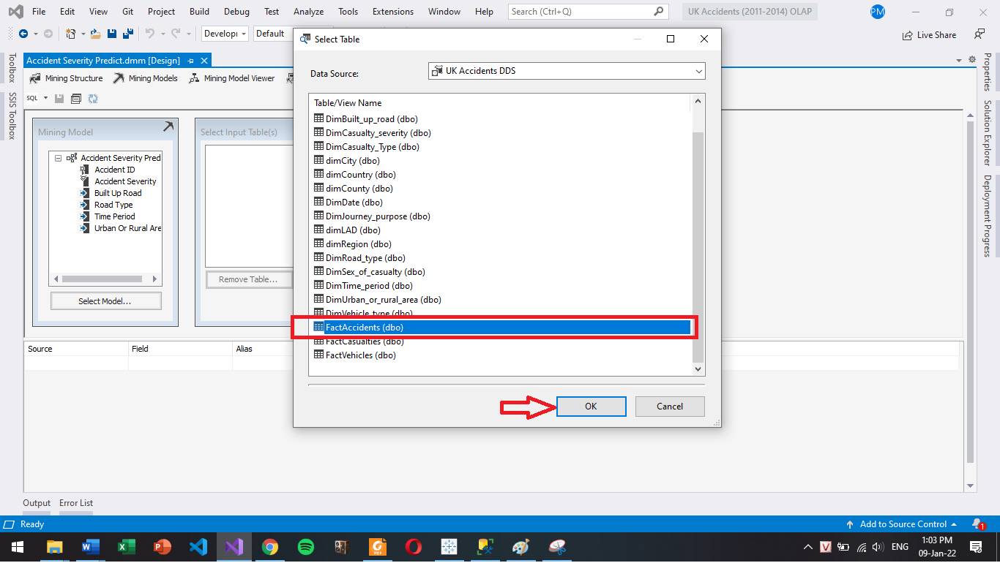 File Edit View Git Project Build Debug Test Analyze Tools Extensions Window Help Search (Ctrl+Q) UK Accidents (2011-2014) OLAP PM
Develop Default Live Share
Select Table
Accident Severity Predict.dmm [Design]
Mining Structure Mining Models Mining Model Viewer
SQL
Toolbox
SSIS Toolbox
Mining Model
Accident Severity Pred
Accident ID
Accident Severity
Built Up Road
Road Type
Time Period
Urban Or Rural Are
Select Model...
Select Input Table(s)
Remove Table...
Data Source: UK Accidents DDS
Table/View Name
DimBuilt_up_road (dbo)
DimCasualty_severity (dbo)
DimCasualty_Type (dbo)
dimCity (dbo)
dimCountry (dbo)
dimCounty (dbo)
DimDate (dbo)
DimJourney_purpose (dbo)
dimLAD (dbo)
dimRegion (dbo)
DimRoad_type (dbo)
DimSex_of_casualty (dbo)
DimTime_period (dbo)
DimUrban_or_rural_area (dbo)
DimVehicle_type (dbo)
FactAccidents (dbo)
FactCasualties (dbo)
FactVehicles (dbo)
OK Cancel
Source Field Alias
Properties
Solution Explorer
Deployment Progress
Output Error List
Ready Add to Source Control 1
ENG 1:03 PM
09-Jan-22